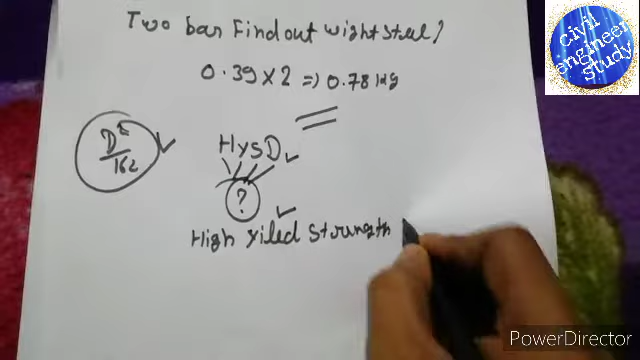 Two bar Find out wight Steel?
0.39 × 2 => 0.78 kg
D²/162
HYSD
?
High Yiled Strungth
civil
engineer
study
PowerDirector